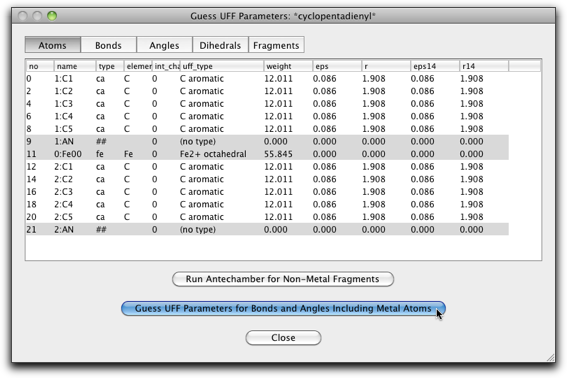 Guess UFF Parameters: *cyclopentadienyl*
Atoms Bonds Angles Dihedrals Fragments
no name type elemer int_cha uff_type weight eps r eps14 r14
0 1:C1 ca C 0 C aromatic 12.011 0.086 1.908 0.086 1.908
2 1:C2 ca C 0 C aromatic 12.011 0.086 1.908 0.086 1.908
4 1:C3 ca C 0 C aromatic 12.011 0.086 1.908 0.086 1.908
6 1:C4 ca C 0 C aromatic 12.011 0.086 1.908 0.086 1.908
8 1:C5 ca C 0 C aromatic 12.011 0.086 1.908 0.086 1.908
9 1:AN ## 0 (no type) 0.000 0.000 0.000 0.000 0.000
11 0:Fe00 fe Fe 0 Fe2+ octahedral 55.845 0.000 0.000 0.000 0.000
12 2:C1 ca C 0 C aromatic 12.011 0.086 1.908 0.086 1.908
14 2:C2 ca C 0 C aromatic 12.011 0.086 1.908 0.086 1.908
16 2:C3 ca C 0 C aromatic 12.011 0.086 1.908 0.086 1.908
18 2:C4 ca C 0 C aromatic 12.011 0.086 1.908 0.086 1.908
20 2:C5 ca C 0 C aromatic 12.011 0.086 1.908 0.086 1.908
21 2:AN ## 0 (no type) 0.000 0.000 0.000 0.000 0.000
Run Antechamber for Non-Metal Fragments
Guess UFF Parameters for Bonds and Angles Including Metal Atoms
Close